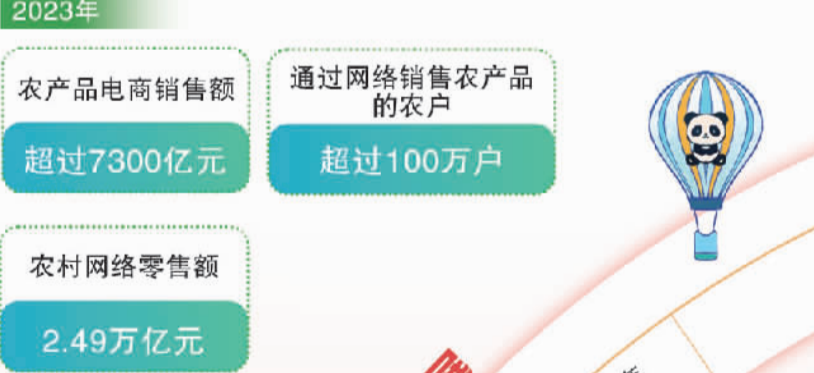 2023年
农产品电商销售额
超过7300亿元
通过网络销售农产品
的农户
超过100万户
农村网络零售额
2.49万亿元